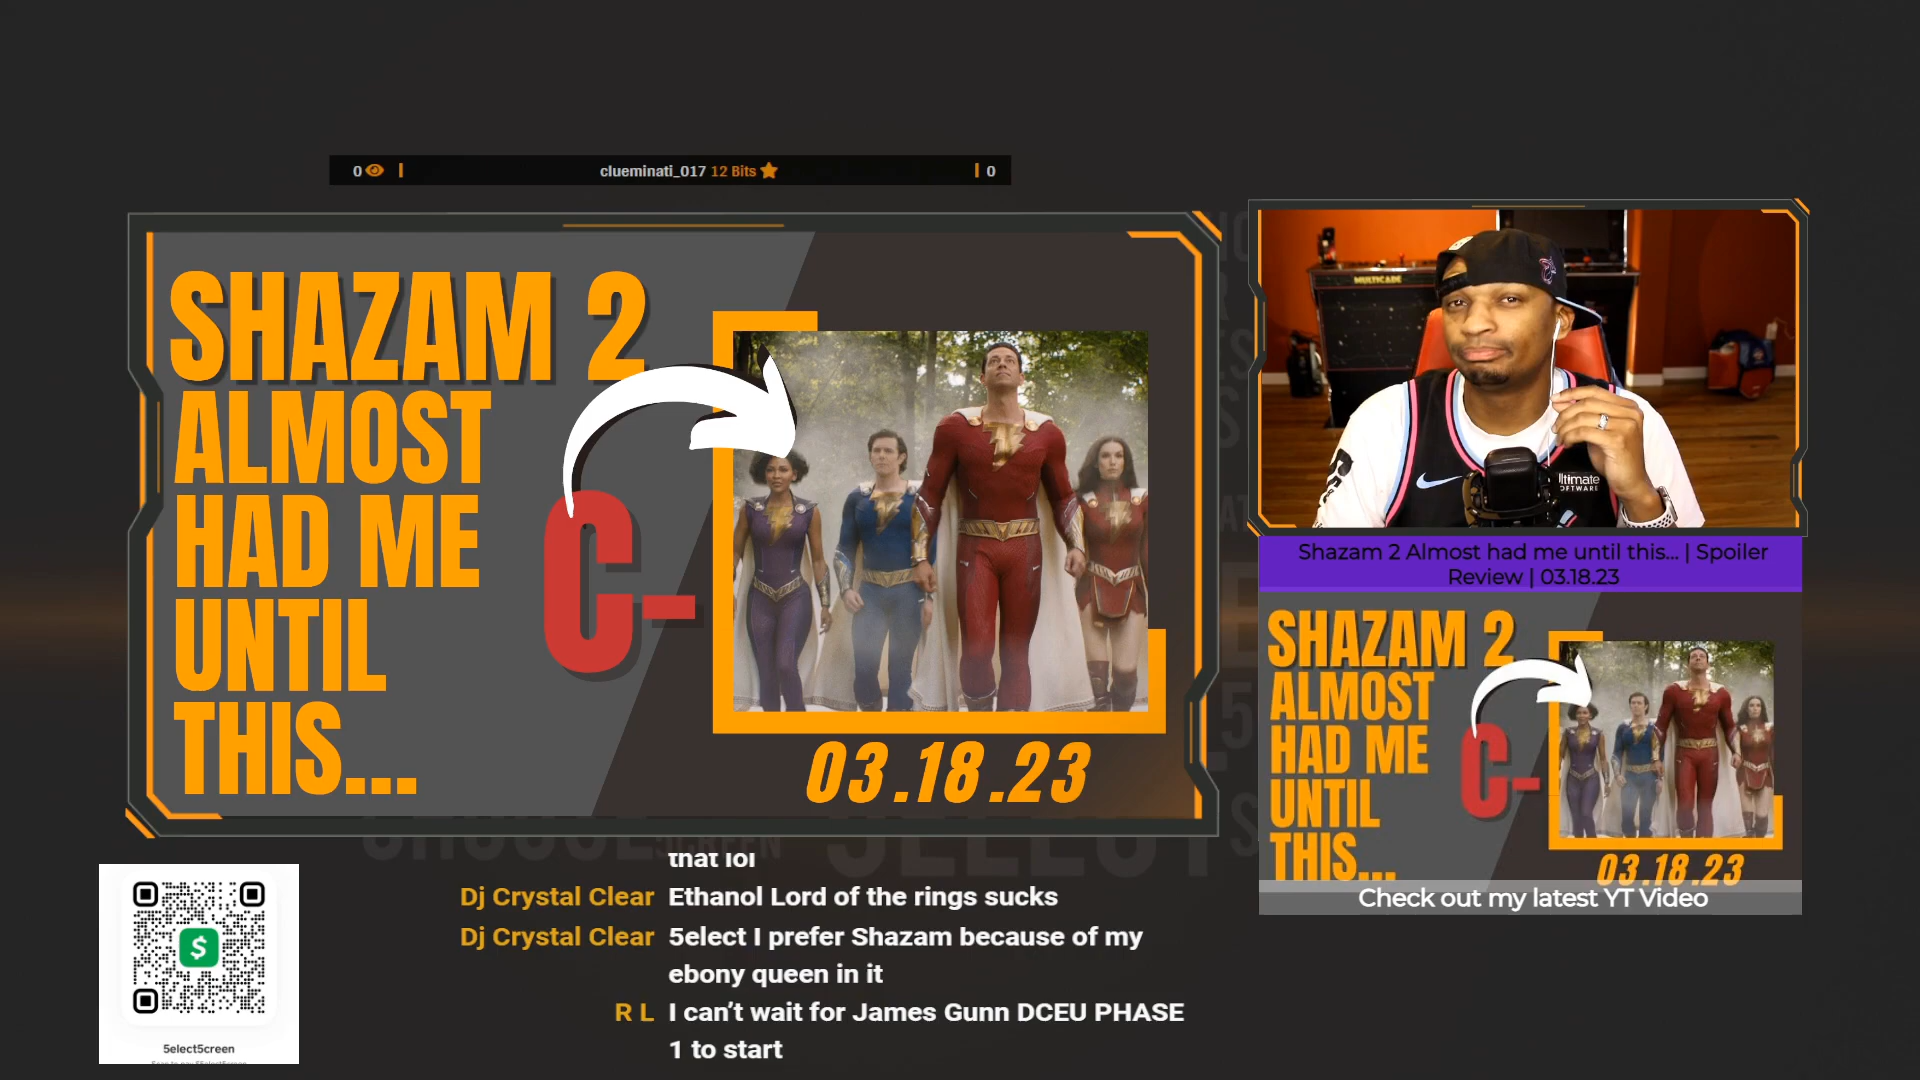 0
clueminati_017 12 Bits
0
SHAZAM 2
ALMOST
HAD ME
UNTIL
THIS...
C-
03.18.23
MULTICADE
Ultimate
SOFTWARE
Shazam 2 Almost had me until this... | Spoiler
Review | 03.18.23
SHAZAM 2
ALMOST
HAD ME
UNTIL
THIS...
C-
03.18.23
Check out my latest YT Video
that lol
Dj Crystal Clear Ethanol Lord of the rings sucks
Dj Crystal Clear 5elect I prefer Shazam because of my
ebony queen in it
R L I can't wait for James Gunn DCEU PHASE
1 to start
$
5elect5creen